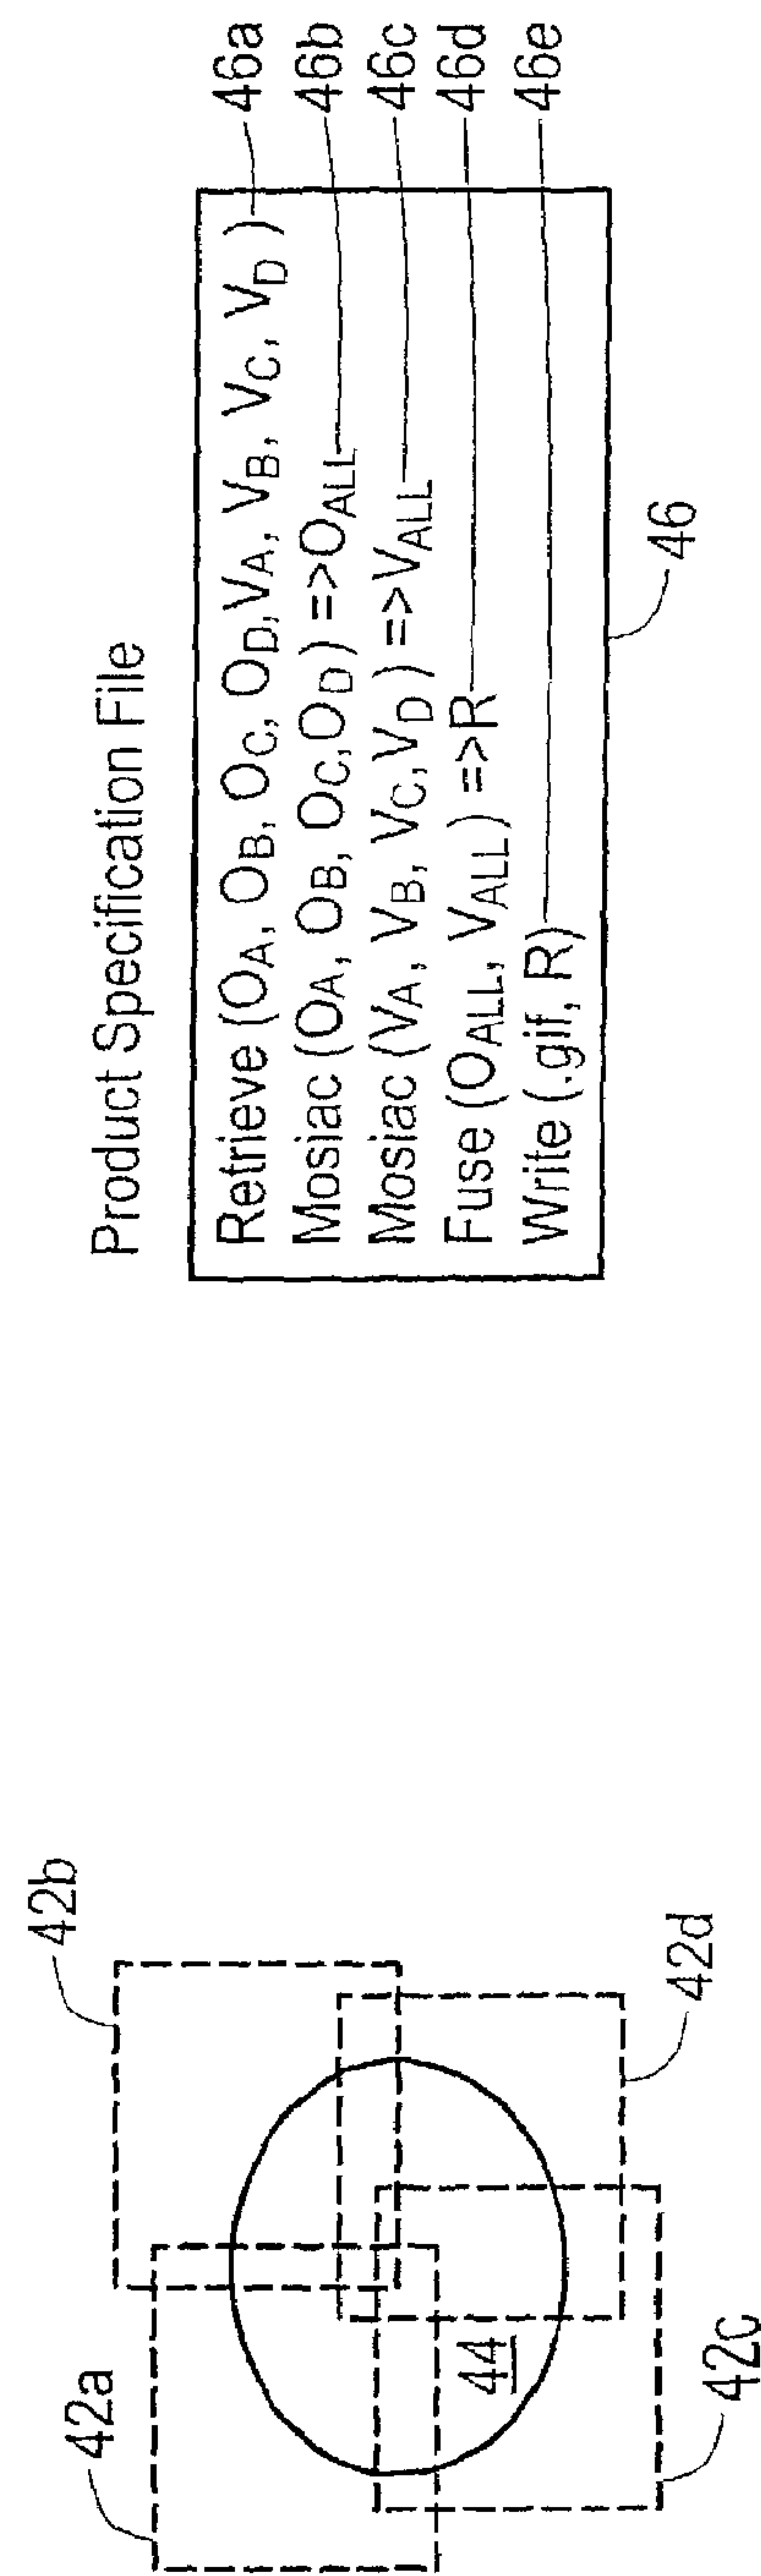 Product Specification File
Retrieve (OA, OB, OC, OD, VA, VB, VC, VD ) 46a
Mosiac (OA, OB, OC, OD) =>OALL 46b
Mosiac (VA, VB, VC, VD ) =>VALL 46c
Fuse (OALL, VALL) =>R 46d
Write (.gif, R) 46e
46
42a
42b
44
42c
42d